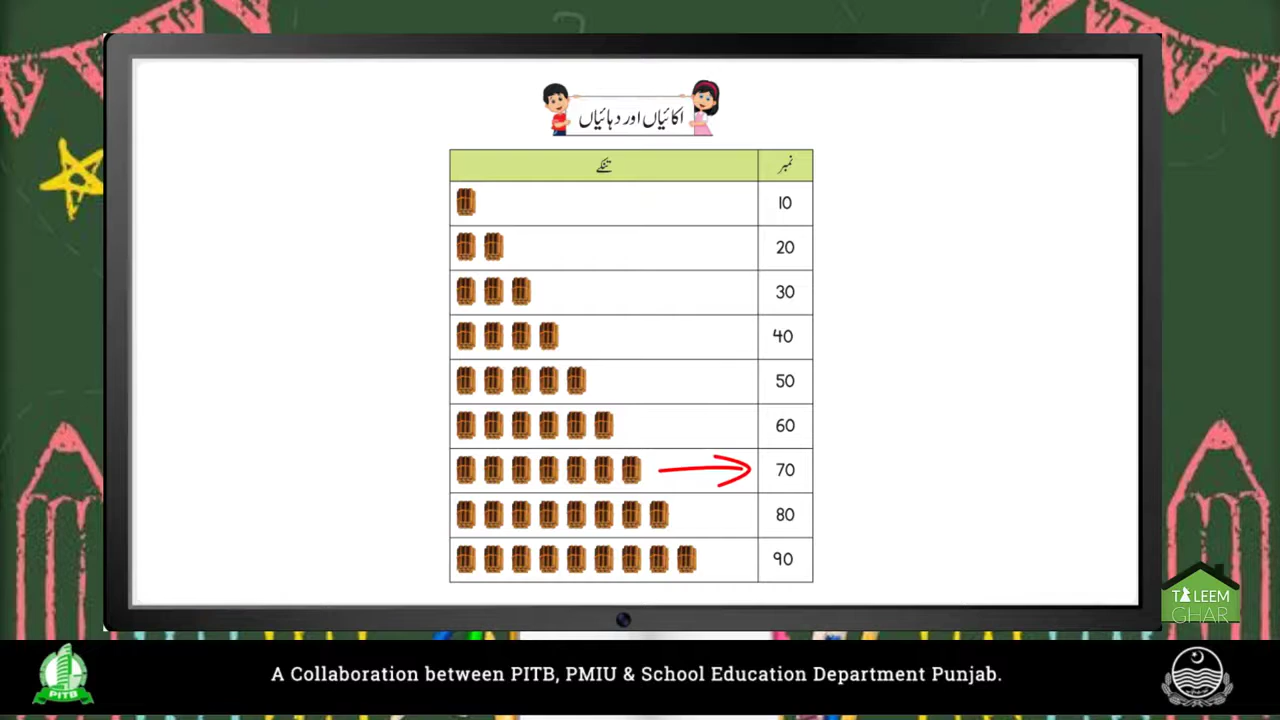 اکائیاں اور دہائیاں
تنکے
نمبر
10
20
30
40
50
60
70
80
90
TALEEM
GHAR
PITB
A Collaboration between PITB, PMIU & School Education Department Punjab.